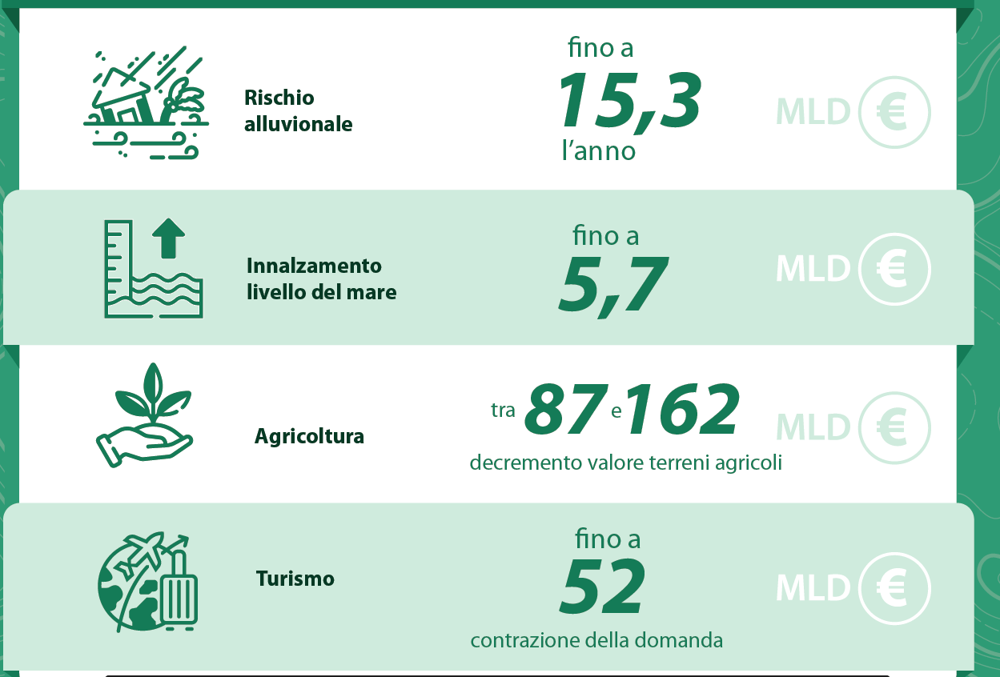 Rischio
alluvionale
fino a
15,3
l'anno
MLD €
Innalzamento
livello del mare
fino a
5,7
MLD €
Agricoltura
tra 87 e 162
decremento valore terreni agricoli
MLD €
Turismo
fino a
52
contrazione della domanda
MLD €